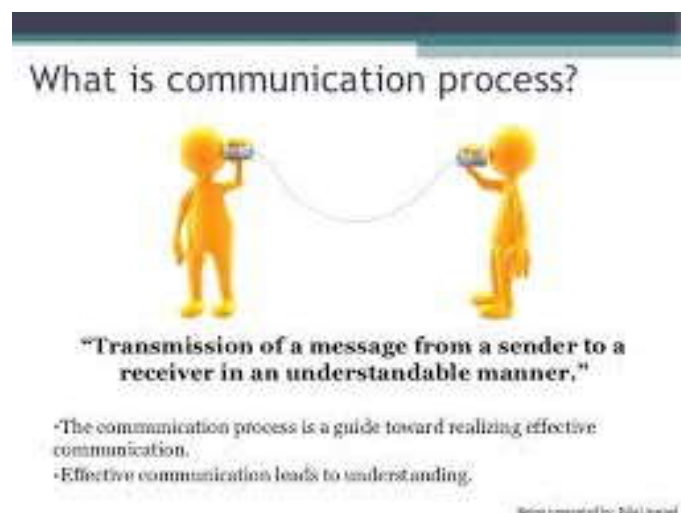 What is communication process?
“Transmission of a message from a sender to a
receiver in an understandable manner.”
•The communication process is a guide toward realizing effective
communication.
•Effective communication leads to understanding.